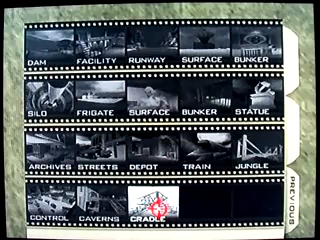 DAM FACILITY RUNWAY SURFACE BUNKER
SILO FRIGATE SURFACE BUNKER STATUE
ARCHIVES STREETS DEPOT TRAIN JUNGLE
CONTROL CAVERNS CRADLE
PREVIOUS